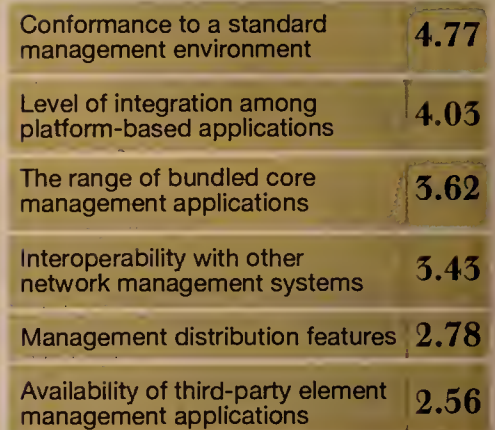 Conformance to a standard
management environment 4.77
Level of integration among
platform-based applications 4.03
The range of bundled core
management applications 3.62
Interoperability with other
network management systems 3.43
Management distribution features 2.78
Availability of third-party element
management applications 2.56